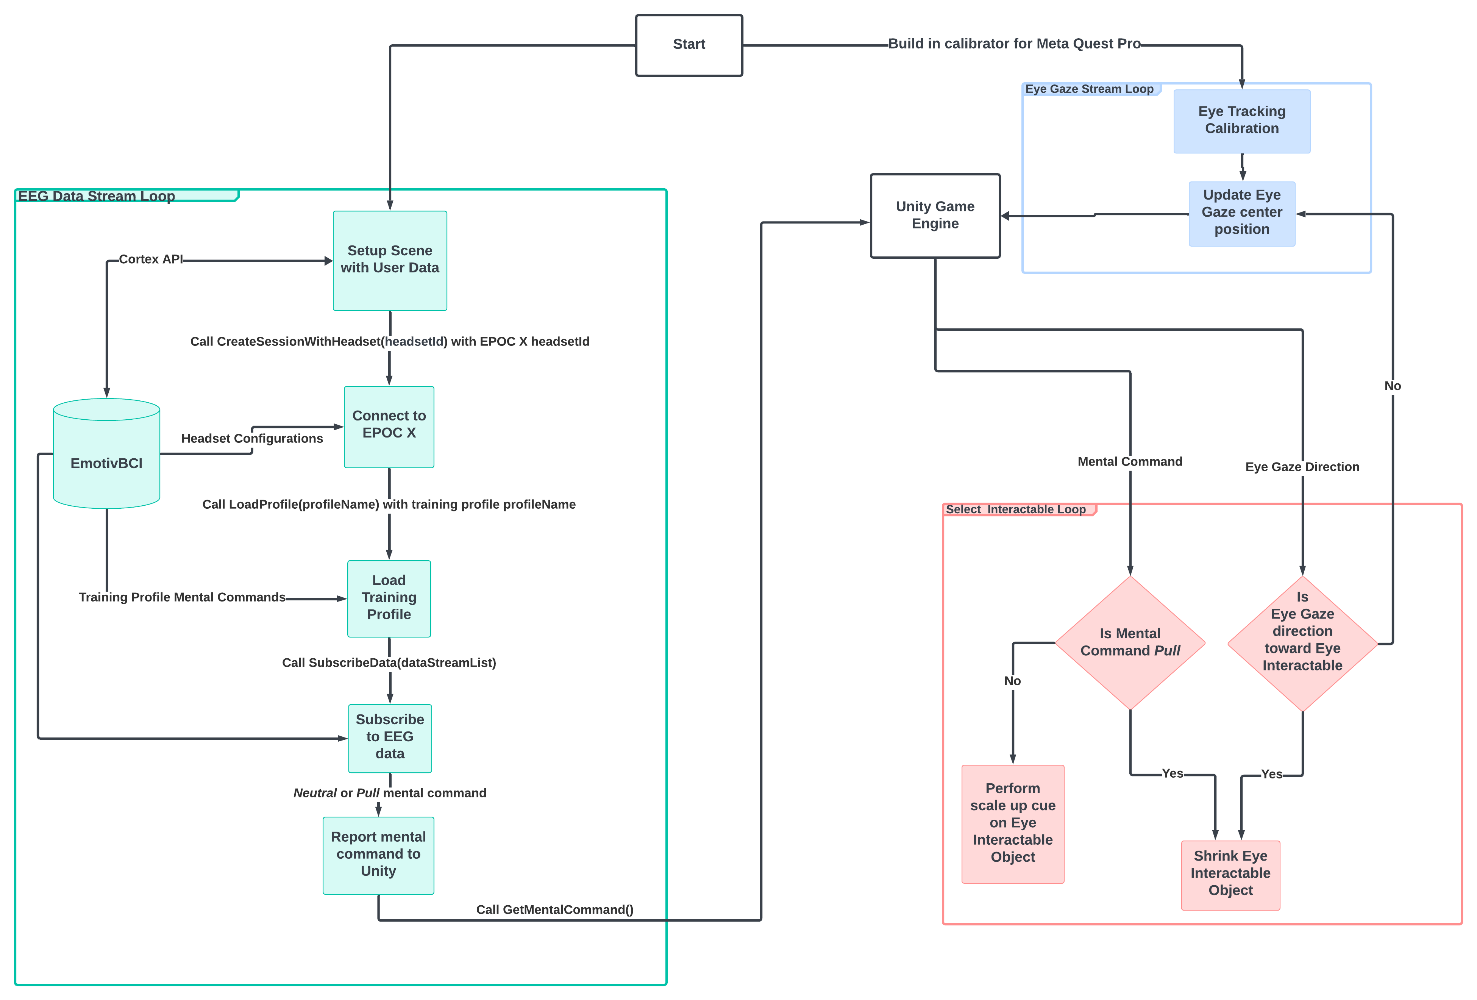 Start
Build in calibrator for Meta Quest Pro
Eye Gaze Stream Loop
Eye Tracking
Calibration
Update Eye
Gaze center
position
Unity Game
Engine
EEG Data Stream Loop
Setup Scene
with User Data
Cortex API
Call CreateSessionWithHeadset(headsetId) with EPOC X headsetId
Connect to
EPOC X
Headset Configurations
EmotivBCI
Call LoadProfile(profileName) with training profile profileName
Load
Training
Profile
Training Profile Mental Commands
Call SubscribeData(dataStreamList)
Subscribe
to EEG
data
Neutral or Pull mental command
Report mental
command to
Unity
Call GetMentalCommand()
No
Mental Command
Eye Gaze Direction
Select  Interactable Loop
Is Mental
Command Pull
Is
Eye Gaze
direction
toward Eye
Interactable
No
Yes
Yes
Perform
scale up cue
on Eye
Interactable
Object
Shrink Eye
Interactable
Object